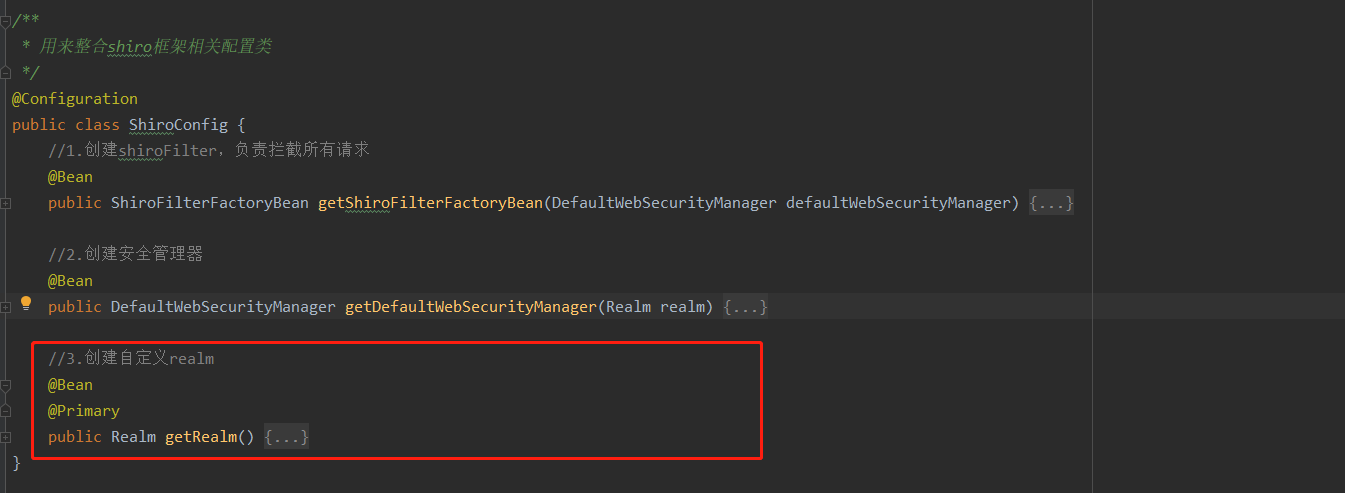 /**
 * 用来整合shiro框架相关配置类
 */
@Configuration
public class ShiroConfig {
    //1.创建shiroFilter，负责拦截所有请求
    @Bean
    public ShiroFilterFactoryBean getShiroFilterFactoryBean(DefaultWebSecurityManager defaultWebSecurityManager) {...}
    //2.创建安全管理器
    @Bean
    public DefaultWebSecurityManager getDefaultWebSecurityManager(Realm realm) {...}
    //3.创建自定义realm
    @Bean
    @Primary
    public Realm getRealm() {...}
}